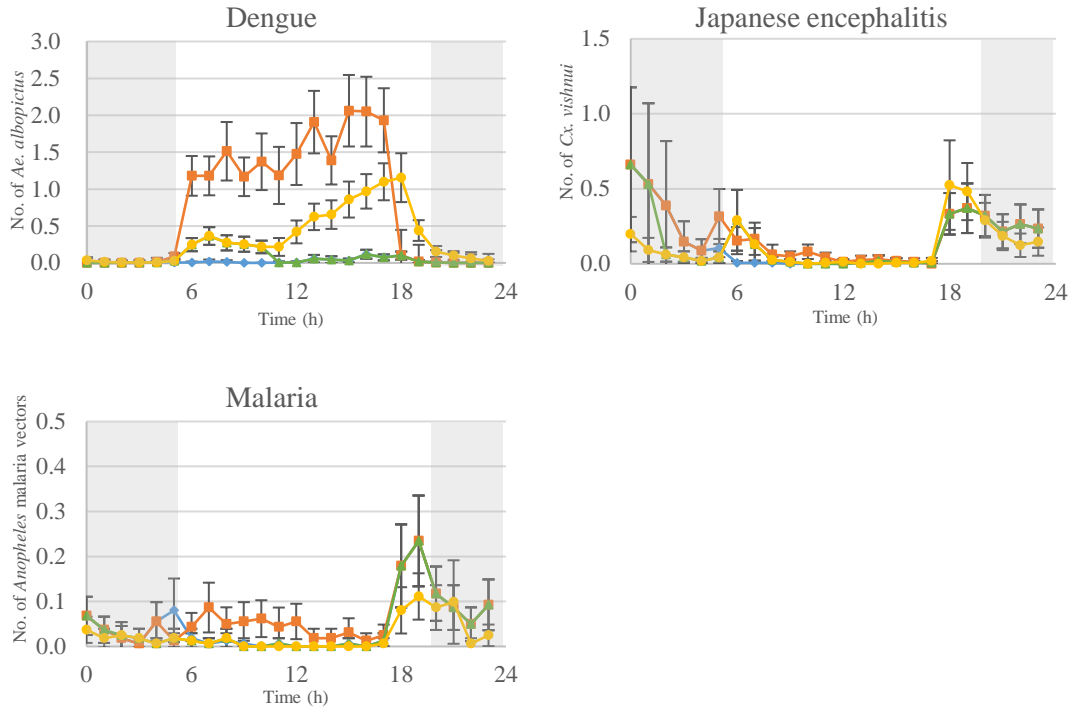 Dengue
3.0
2.5
2.0
1.5
1.0
0.5
0.0
No. of Ae. albopictus
0 6 12 18 24
Time (h)
Japanese encephalitis
1.5
1.0
0.5
0.0
No. of Cx. vishnui
0 6 12 18 24
Time (h)
Malaria
0.5
0.4
0.3
0.2
0.1
0.0
No. of Anopheles malaria vectors
0 6 12 18 24
Time (h)